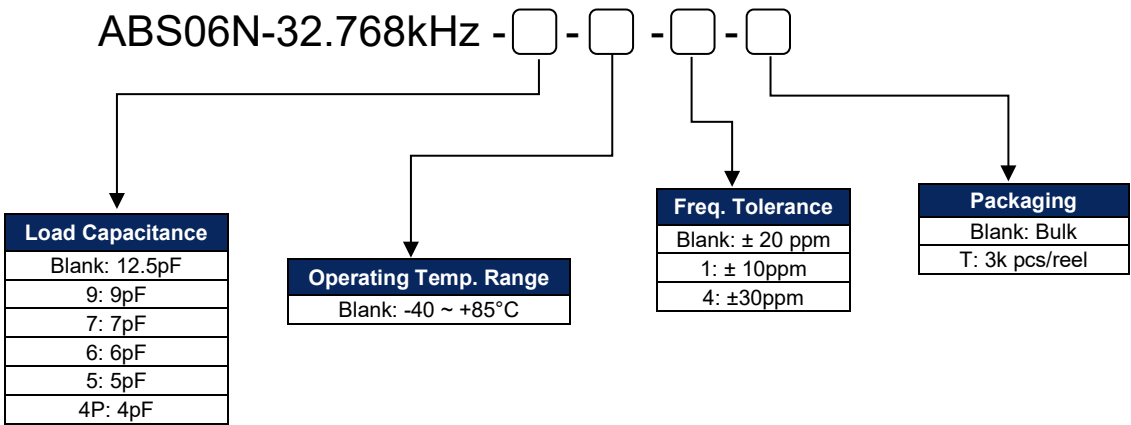 ABS06N-32.768kHz - - - -
Load Capacitance
Blank: 12.5pF
9: 9pF
7: 7pF
6: 6pF
5: 5pF
4P: 4pF
Operating Temp. Range
Blank: -40 ~ +85°C
Freq. Tolerance
Blank: ± 20 ppm
1: ± 10ppm
4: ±30ppm
Packaging
Blank: Bulk
T: 3k pcs/reel